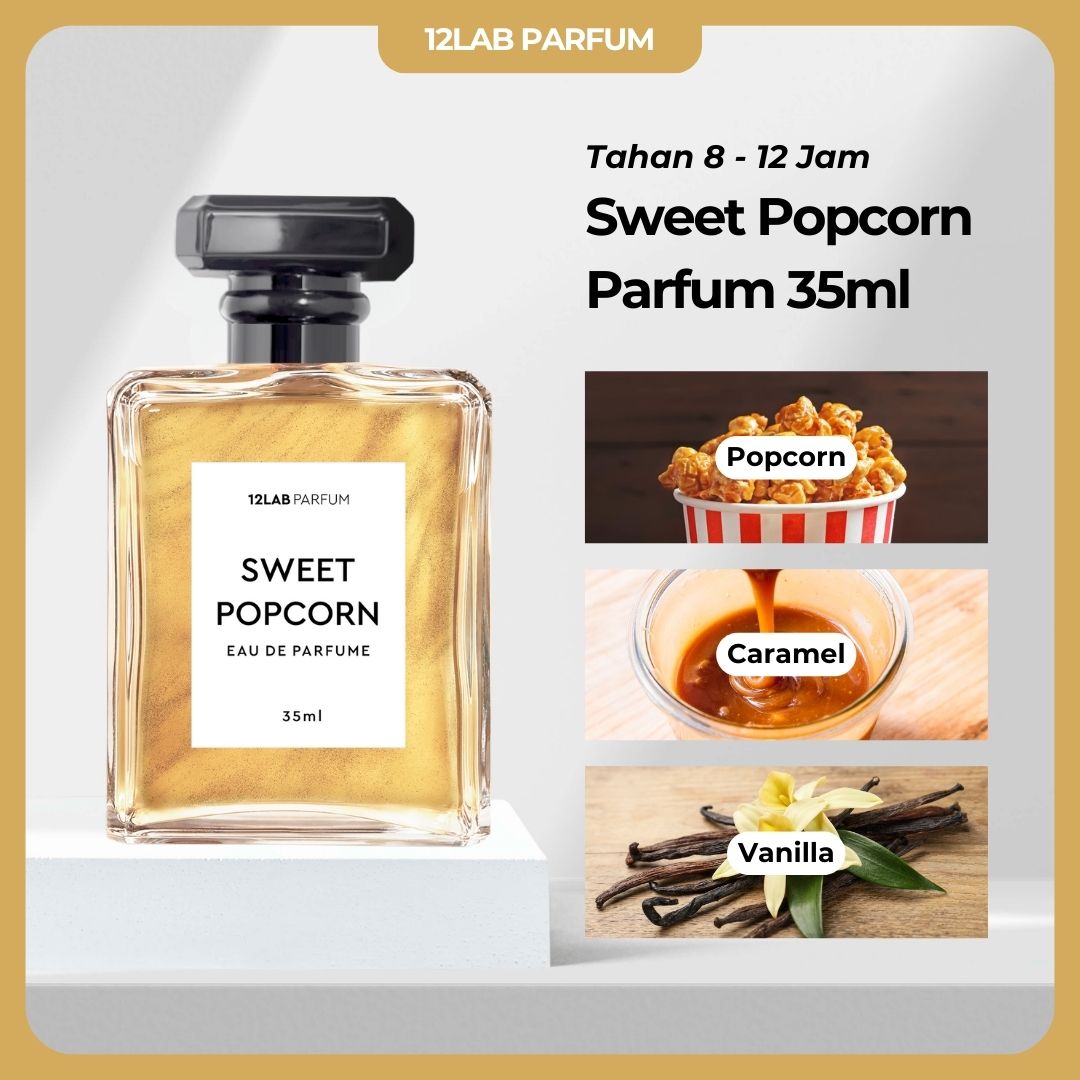 12LAB PARFUM
Tahan 8 - 12 Jam
Sweet Popcorn
Parfum 35ml
12LAB PARFUM
SWEET
POPCORN
EAU DE PARFUME
35ml
Popcorn
Caramel
Vanilla